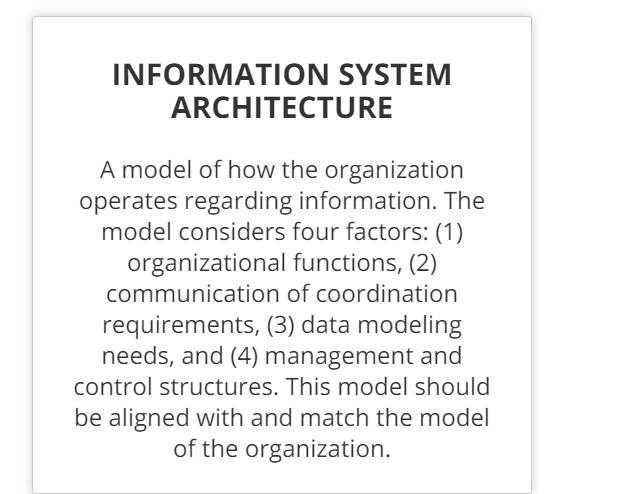 INFORMATION SYSTEM
ARCHITECTURE
A model of how the organization
operates regarding information. The
model considers four factors: (1)
organizational functions, (2)
communication of coordination
requirements, (3) data modeling
needs, and (4) management and
control structures. This model should
be aligned with and match the model
of the organization.